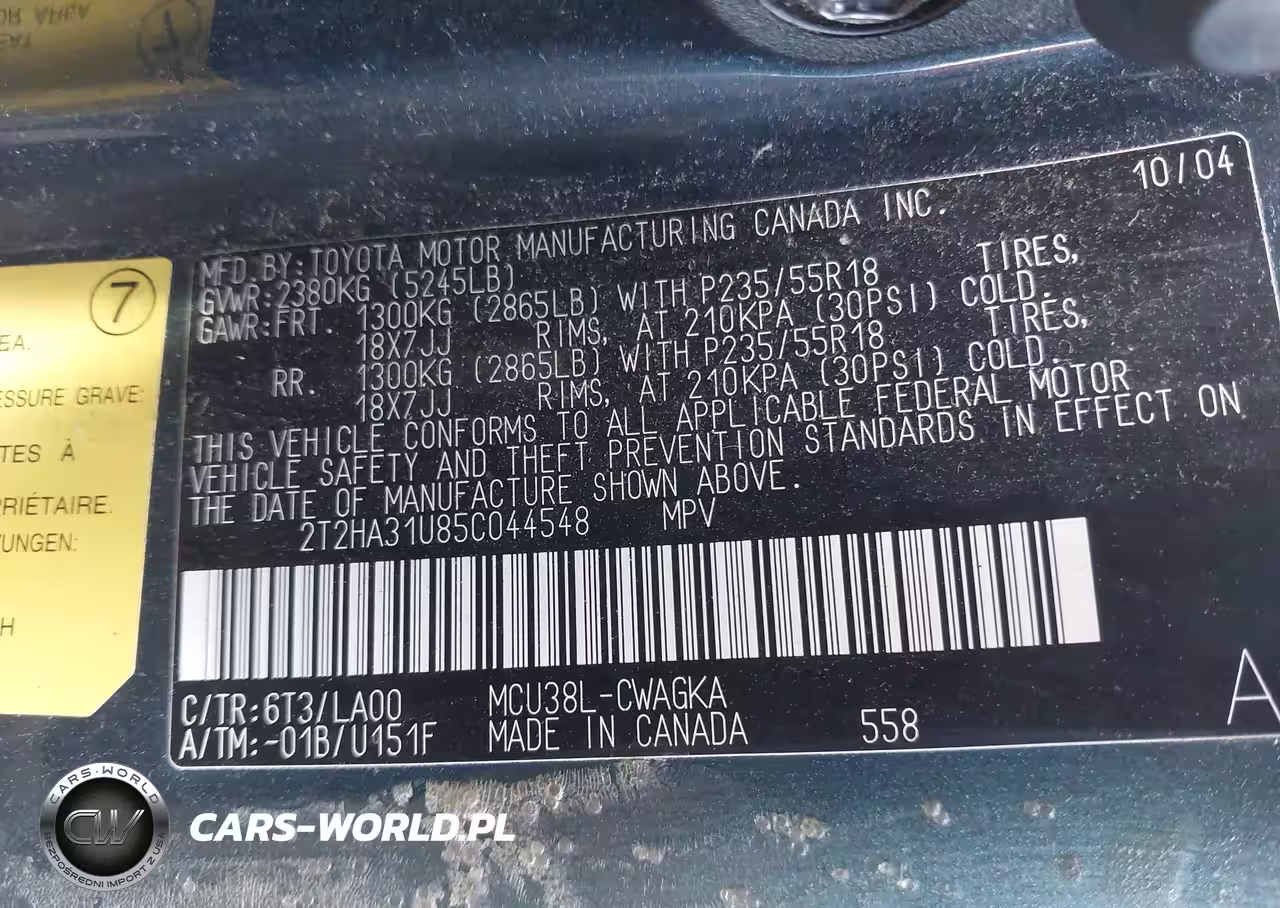 10/04
MFD. BY: TOYOTA MOTOR MANUFACTURING CANADA INC.
GVWR: 2380KG (5245LB)
GAWR: FRT. 1300KG (2865LB) WITH P235/55R18 TIRES,
18X7JJ RIMS, AT 210KPA (30PSI) COLD.
RR. 1300KG (2865LB) WITH P235/55R18 TIRES,
18X7JJ RIMS, AT 210KPA (30PSI) COLD.
THIS VEHICLE CONFORMS TO ALL APPLICABLE FEDERAL MOTOR
VEHICLE SAFETY AND THEFT PREVENTION STANDARDS IN EFFECT ON
THE DATE OF MANUFACTURE SHOWN ABOVE.
2T2HA31U85C044548 MPV
C/TR: 6T3/LA00 MCU38L-CWAGKA
A/TM: -01B/U151F MADE IN CANADA 558
A
7
EA.
ESSURE GRAVE:
TES À
RIÉTAIRE.
UNGEN:
H
CARS-WORLD
CW
BEZPOŚREDNI IMPORT Z USA
CARS-WORLD.PL